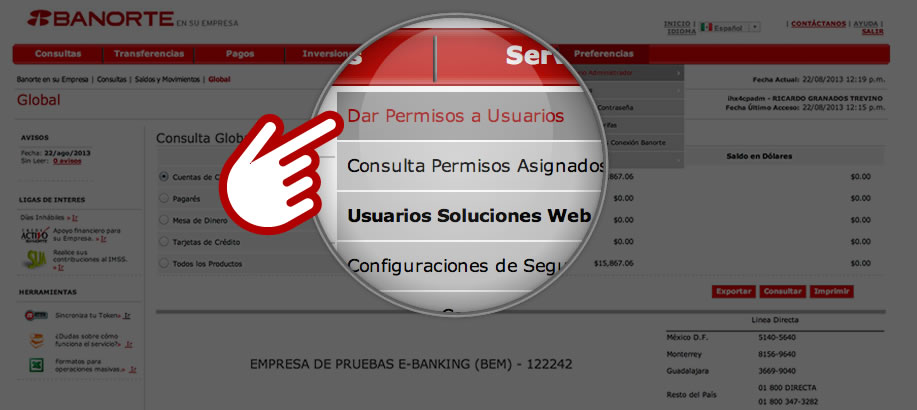 BANORTE EN SU EMPRESA
INICIO |
IDIOMA
Español
| CONTÁCTANOS | AYUDA |
SALIR
Consultas | Transferencias | Pagos | Inversiones
s | Serv
Preferencias
Banorte en su Empresa | Consultas | Saldos y Movimientos | Global
Administrador
Fecha Actual: 22/08/2013 12:19 p.m.
Global
ihx4cpadm - RICARDO GRANADOS TREVINO
Fecha Último Acceso: 22/08/2013 12:15 p.m.
Contraseña
Conexión Banorte
Dar Permisos a Usuarios
Consulta Permisos Asignados
Usuarios Soluciones Web
Configuraciones de Segu
AVISOS
Fecha: 22/ago/2013
Sin Leer: 0 avisos
LIGAS DE INTERES
Días Inhábiles » Ir
ACTIVO
Apoyo financiero para
su Empresa. » Ir
SUA
Realice sus
contribuciones al IMSS.
» Ir
HERRAMIENTAS
Sincroniza tu Token» Ir
¿Dudas sobre cómo
funciona el servicio?» Ir
Formatos para
operaciones masivas.» Ir
Consulta Globa
Saldo en Dólares
Cuentas de C
,867.06 $0.00
Pagarés
$0.00 $0.00
Mesa de Dinero
$0.00 $0.00
Tarjetas de Crédito
$0.00 $0.00
Todos los Productos
$15,867.06 $0.00
Exportar Consultar Imprimir
EMPRESA DE PRUEBAS E-BANKING (BEM) - 122242
Linea Directa
México D.F. 5140-5640
Monterrey 8156-9640
Guadalajara 3669-9040
Resto del País 01 800 DIRECTA
01 800 347-3282